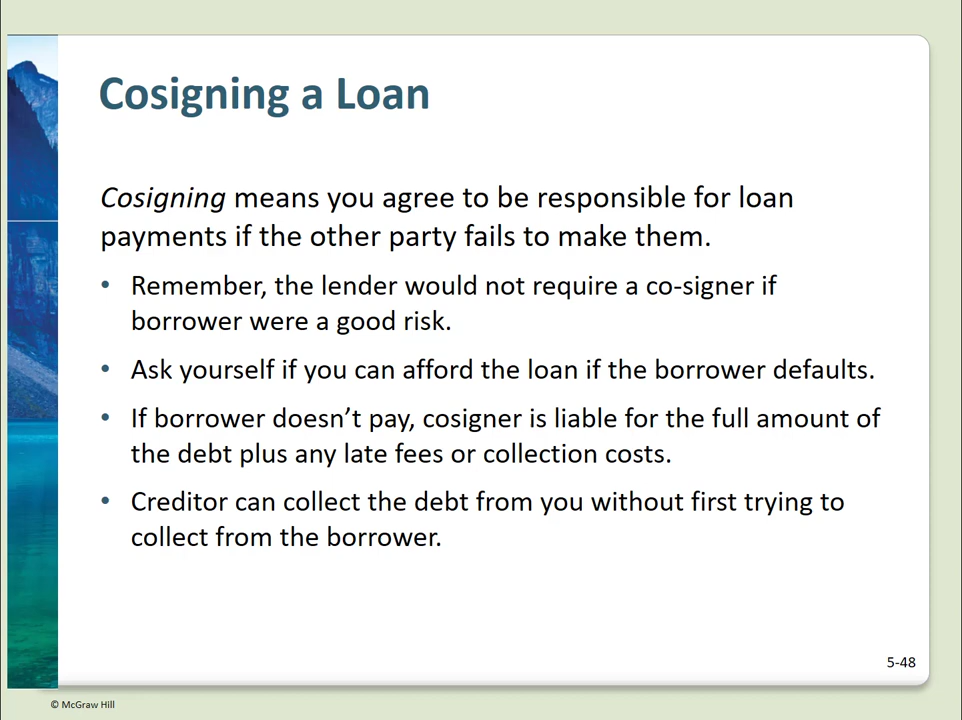 Cosigning a Loan
Cosigning means you agree to be responsible for loan
payments if the other party fails to make them.
• Remember, the lender would not require a co-signer if
borrower were a good risk.
• Ask yourself if you can afford the loan if the borrower defaults.
• If borrower doesn’t pay, cosigner is liable for the full amount of
the debt plus any late fees or collection costs.
• Creditor can collect the debt from you without first trying to
collect from the borrower.
5-48
© McGraw Hill